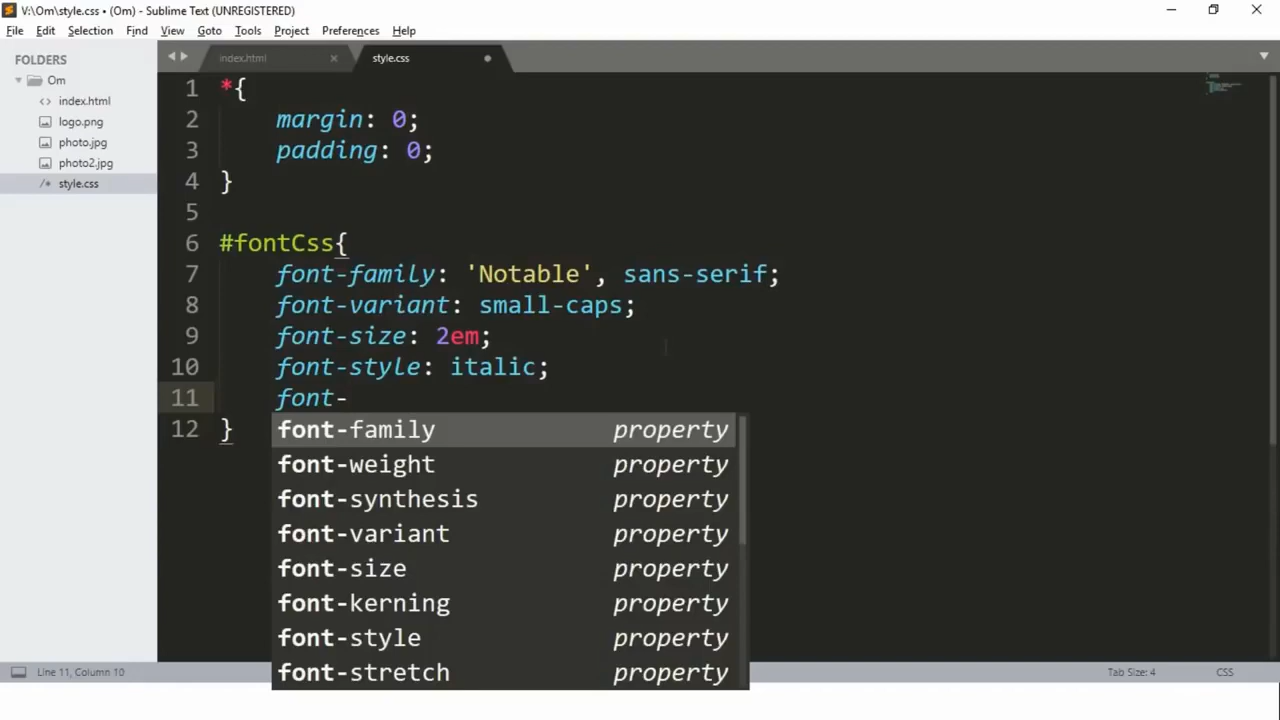 V:\Om\style.css • (Om) - Sublime Text (UNREGISTERED)
File Edit Selection Find View Goto Tools Project Preferences Help
FOLDERS
Om
index.html
logo.png
photo.jpg
photo2.jpg
/* style.css
index.html
style.css
1 *{
2 margin: 0;
3 padding: 0;
4 }
5
6 #fontCss{
7 font-family: 'Notable', sans-serif;
8 font-variant: small-caps;
9 font-size: 2em;
10 font-style: italic;
11 font-
12 }
font-family property
font-weight property
font-synthesis property
font-variant property
font-size property
font-kerning property
font-style property
font-stretch property
Line 11, Column 10
Tab Size: 4
CSS